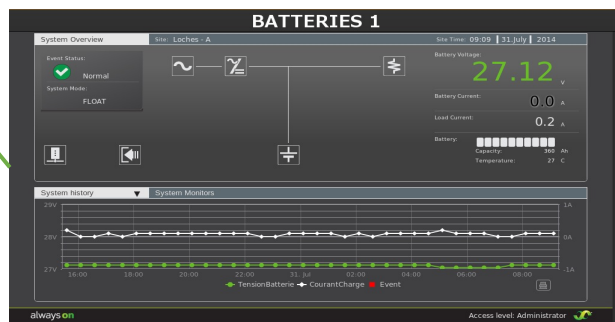 BATTERIES 1
System Overview
Site: Loches - A
Site Time: 09:09 31.July 2014
Event Status:
Normal
System Mode:
FLOAT
Battery Voltage:
27.12 V
Battery Current:
0.0 A
Load Current:
0.2 A
Battery:
Capacity: 360 Ah
Temperature: 27 C
System history
System Monitors
29V
28V
27V
1A
0A
-1A
16:00 18:00 20:00 22:00 31. Jul 02:00 04:00 06:00 08:00
TensionBatterie CourantCharge Event
always on
Access level: Administrator